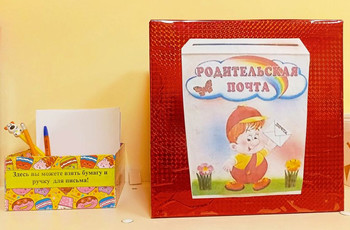 РОДИТЕЛЬСКАЯ
ПОЧТА
Здесь вы можете взять бумагу и
ручку для письма!